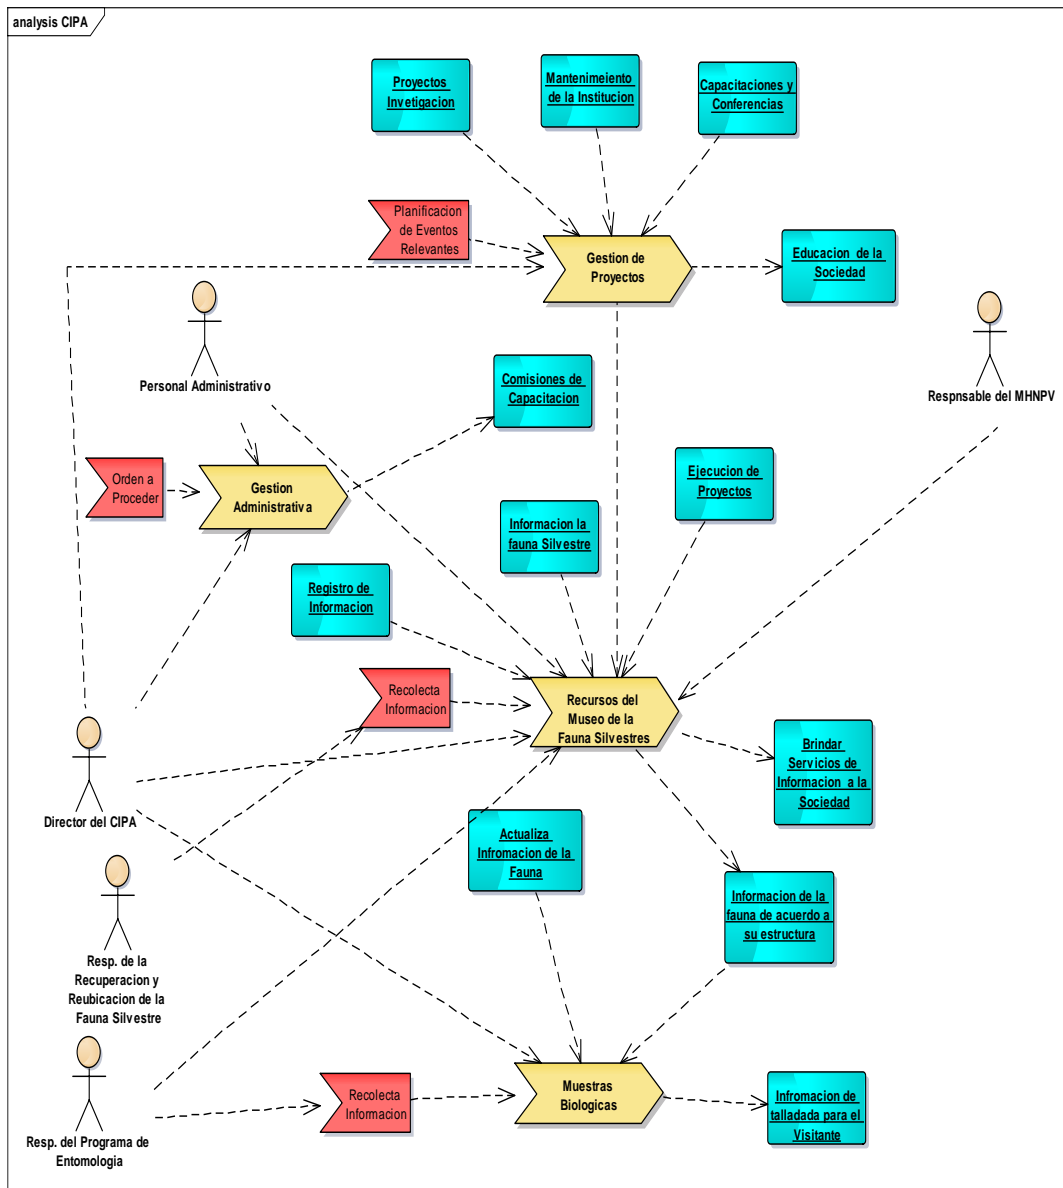 analysis CIPA
Proyectos
Invetigacion
Mantenimeiento
de la Institucion
Capacitaciones y
Conferencias
Planificacion
de Eventos
Relevantes
Gestion de
Proyectos
Educacion de la
Sociedad
Personal Administrativo
Comisiones de
Capacitacion
Respnsable del MHNPV
Orden a
Proceder
Gestion
Administrativa
Ejecucion de
Proyectos
Informacion la
fauna Silvestre
Registro de
Informacion
Recolecta
Informacion
Recursos del
Museo de la
Fauna Silvestres
Brindar
Servicios de
Informacion a la
Sociedad
Director del CIPA
Actualiza
Infromacion de la
Fauna
Informacion de la
fauna de acuerdo a
su estructura
Resp. de la
Recuperacion y
Reubicacion de la
Fauna Silvestre
Recolecta
Informacion
Muestras
Biologicas
Infromacion de
talladada para el
Visitante
Resp. del Programa de
Entomologia